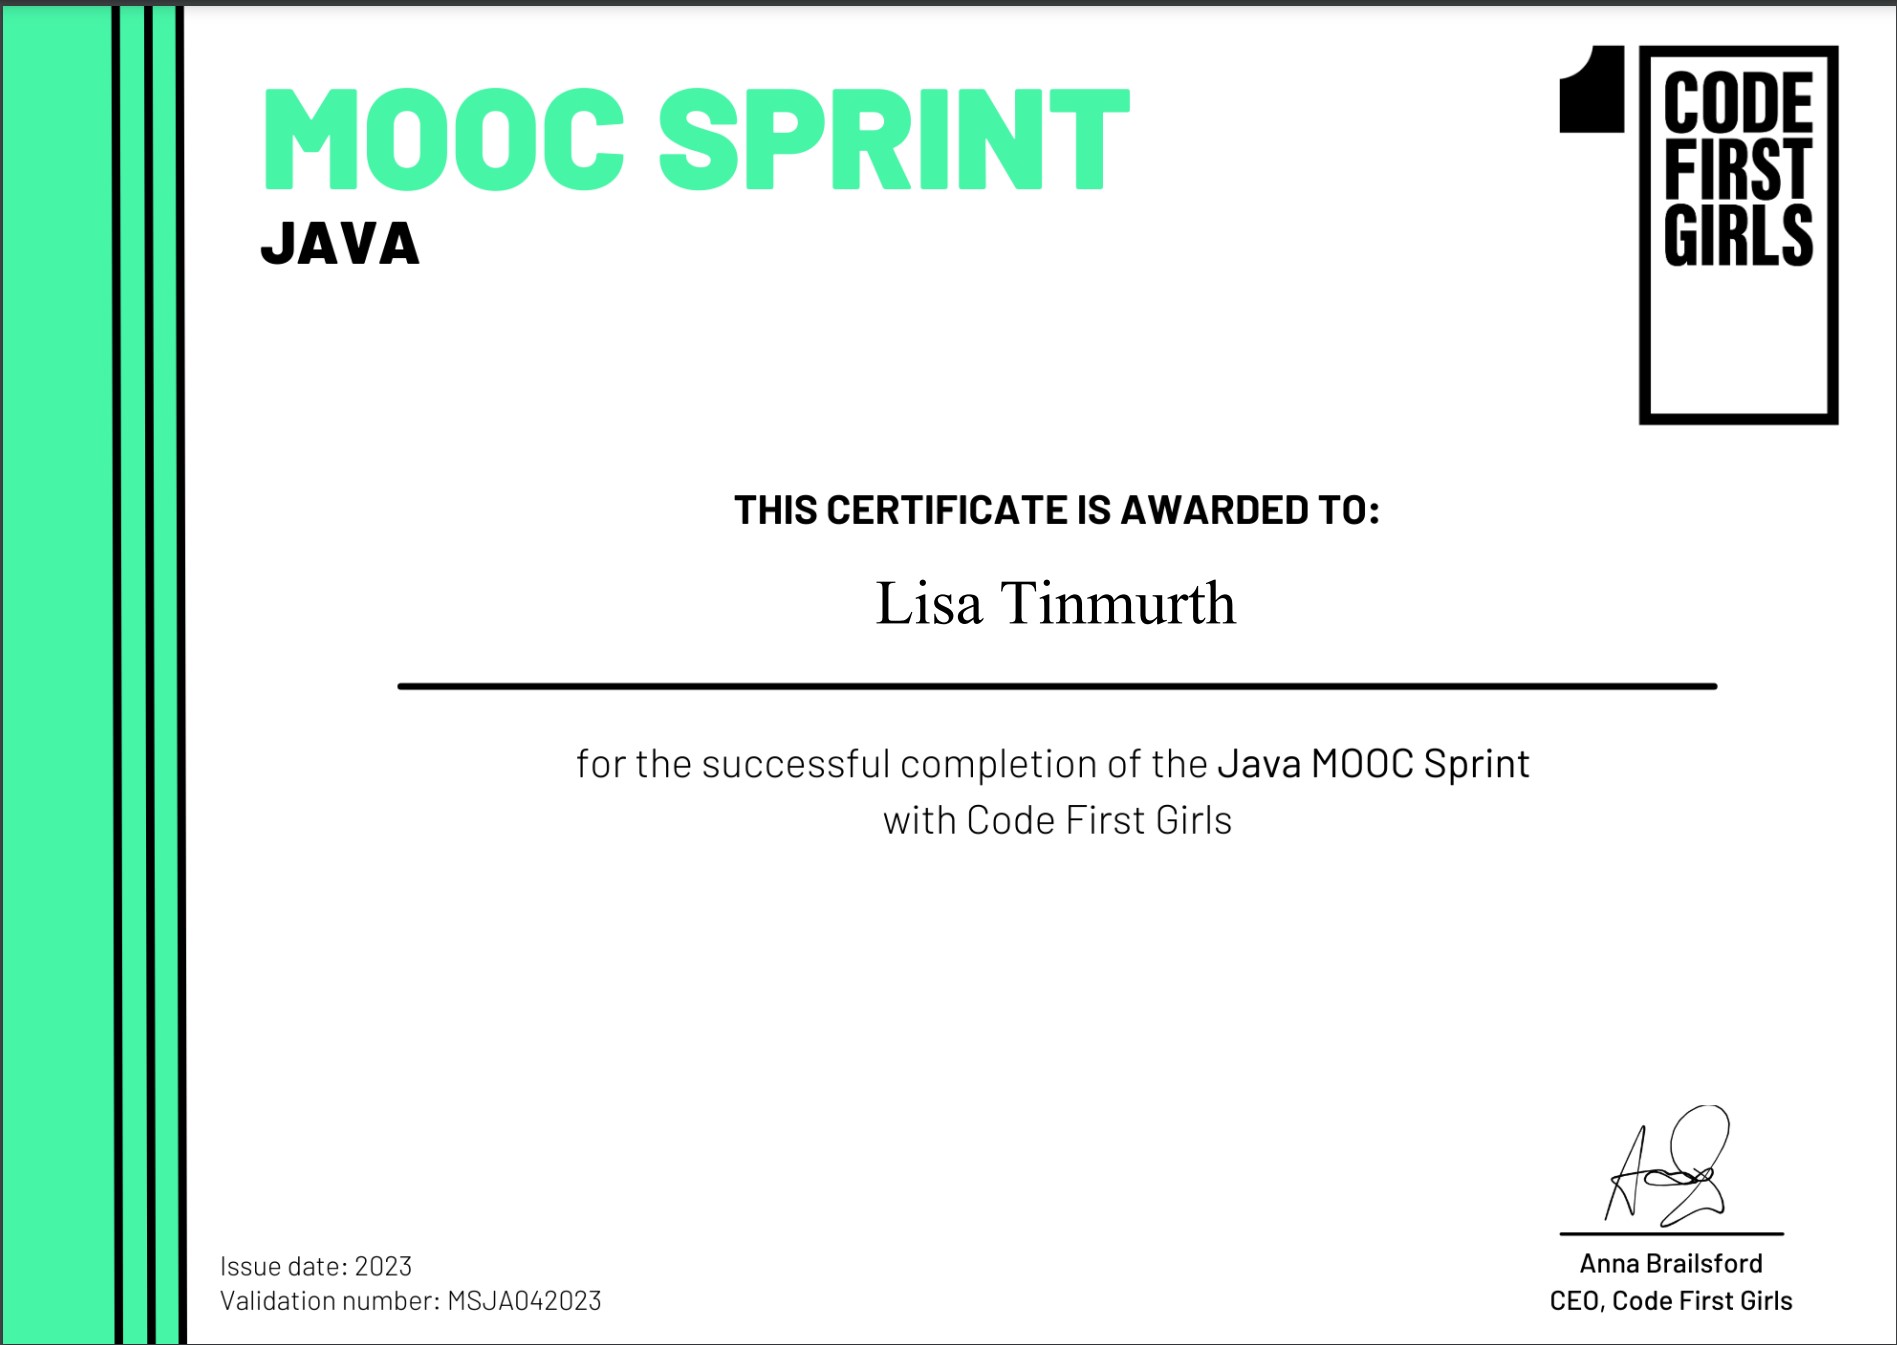 MOOC SPRINT
JAVA
CODE
FIRST
GIRLS
THIS CERTIFICATE IS AWARDED TO:
Lisa Tinmurth
for the successful completion of the Java MOOC Sprint
with Code First Girls
Issue date: 2023
Validation number: MSJA042023
Anna Brailsford
CEO, Code First Girls